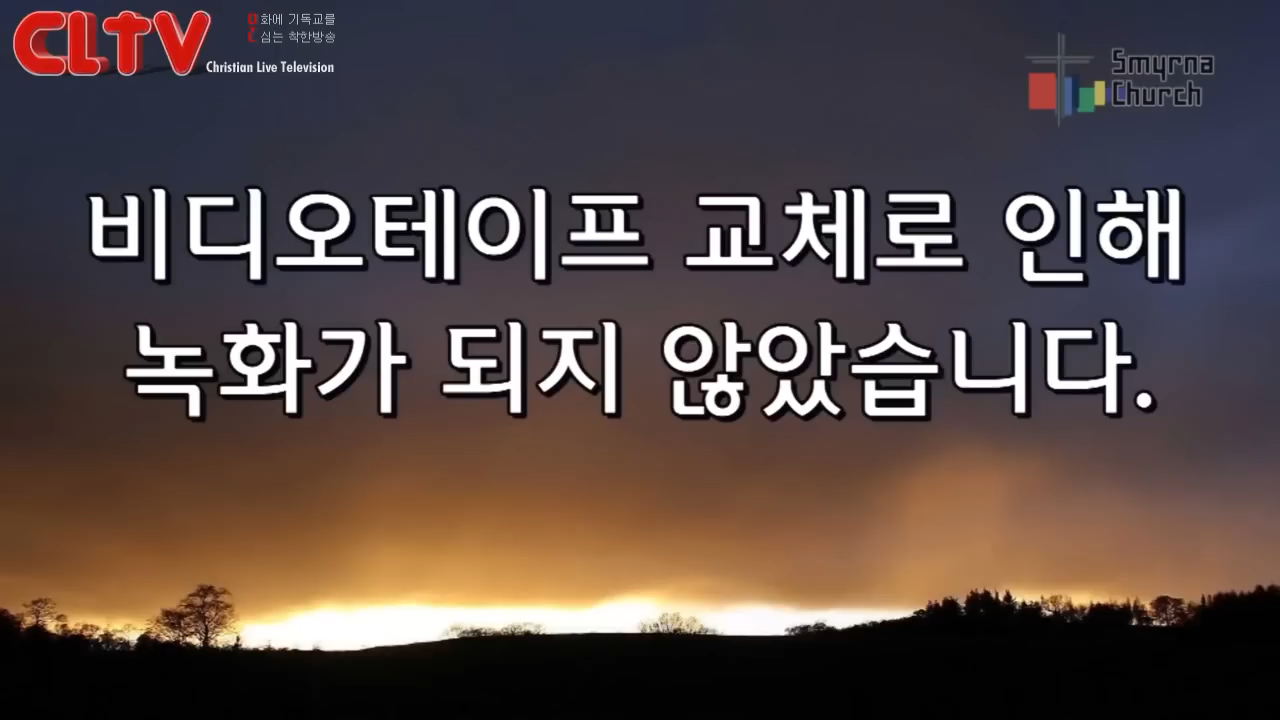 CLTV
화에 기독교를
심는 착한방송
Christian Live Television
Smyrna
Church
비디오테이프 교체로 인해
녹화가 되지 않았습니다.